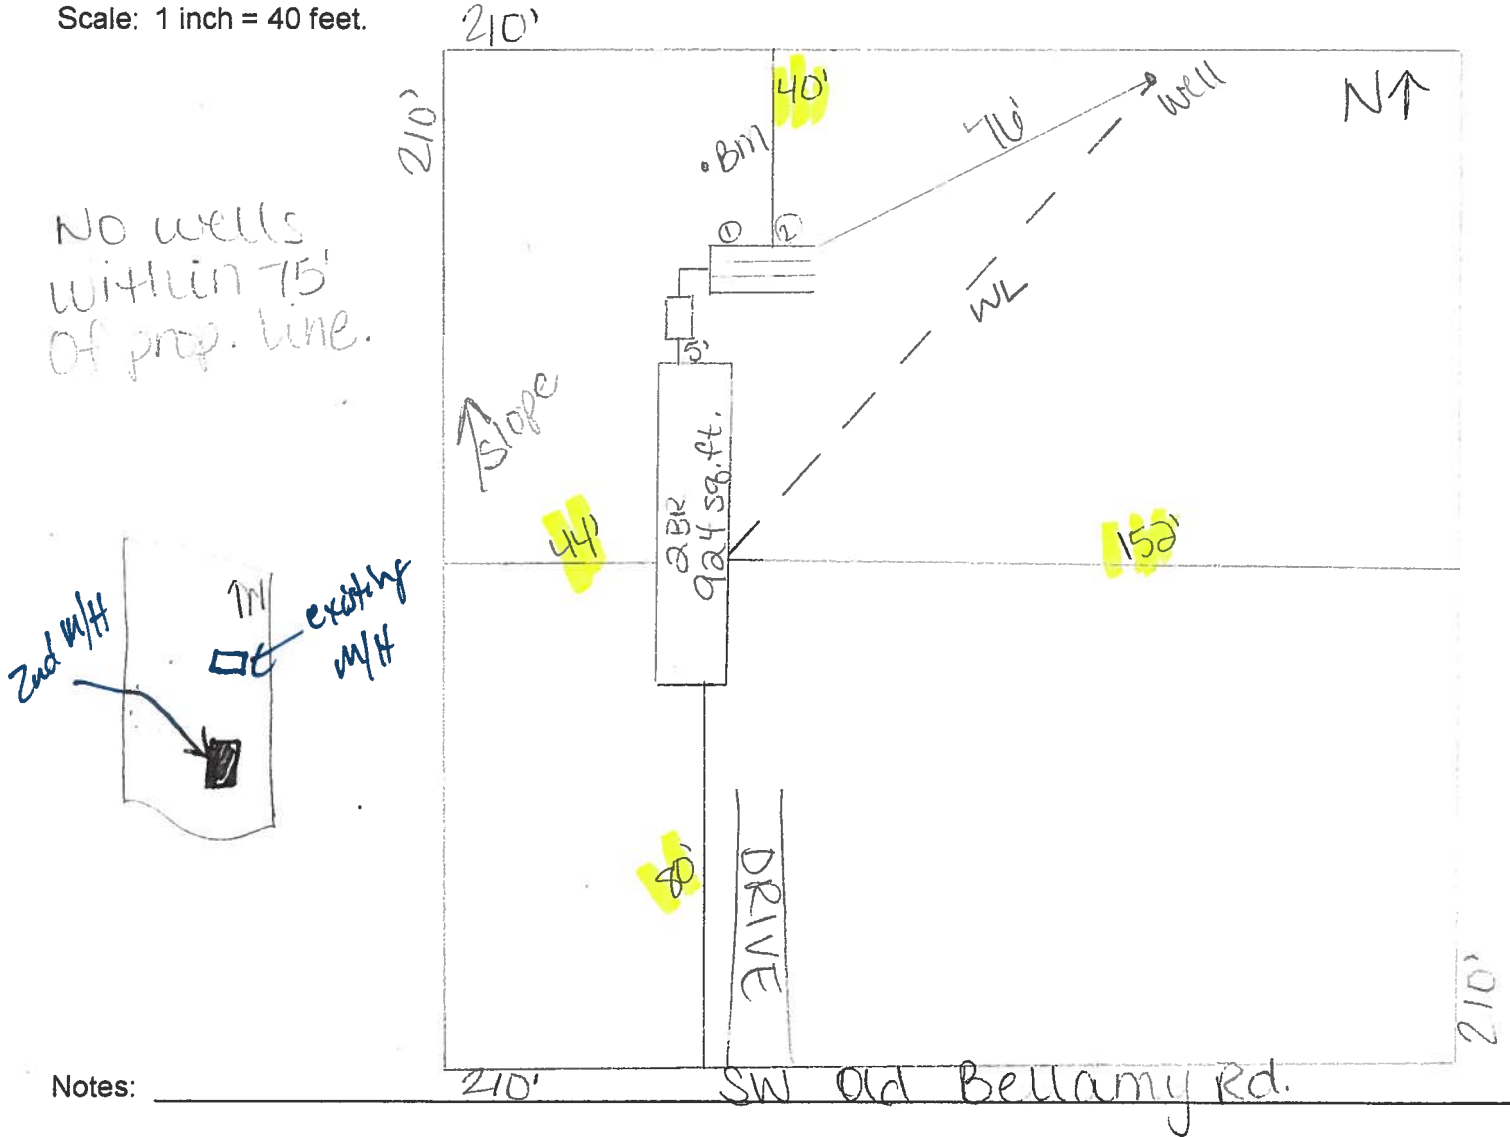 Scale: 1 inch = 40 feet.
210'
210'
40'
N
well
76'
BM
No wells
within 75'
of prop. line.
1
2
WL
5'
slope
2BR
924 sq.ft.
44'
152'
N
existing
M/H
2nd M/H
80'
DRIVE
210'
Notes:
210'
SW Old Bellamy Rd.